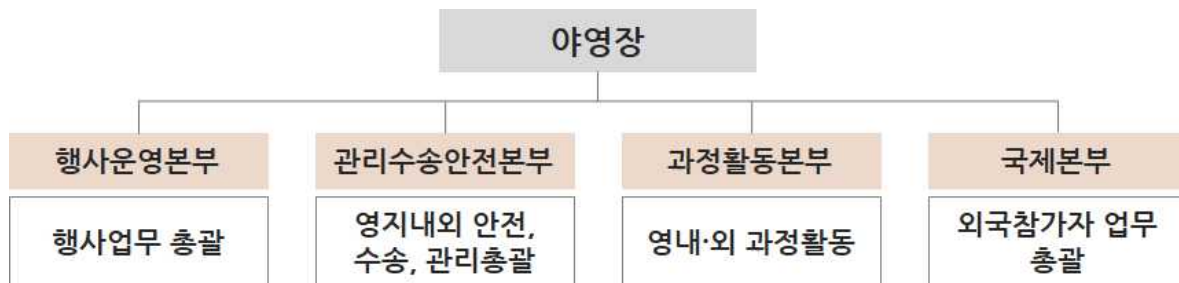 야영장
행사운영본부
관리수송안전본부
과정활동본부
국제본부
행사업무 총괄
영지내외 안전,
수송, 관리총괄
영내·외 과정활동
외국참가자 업무
총괄